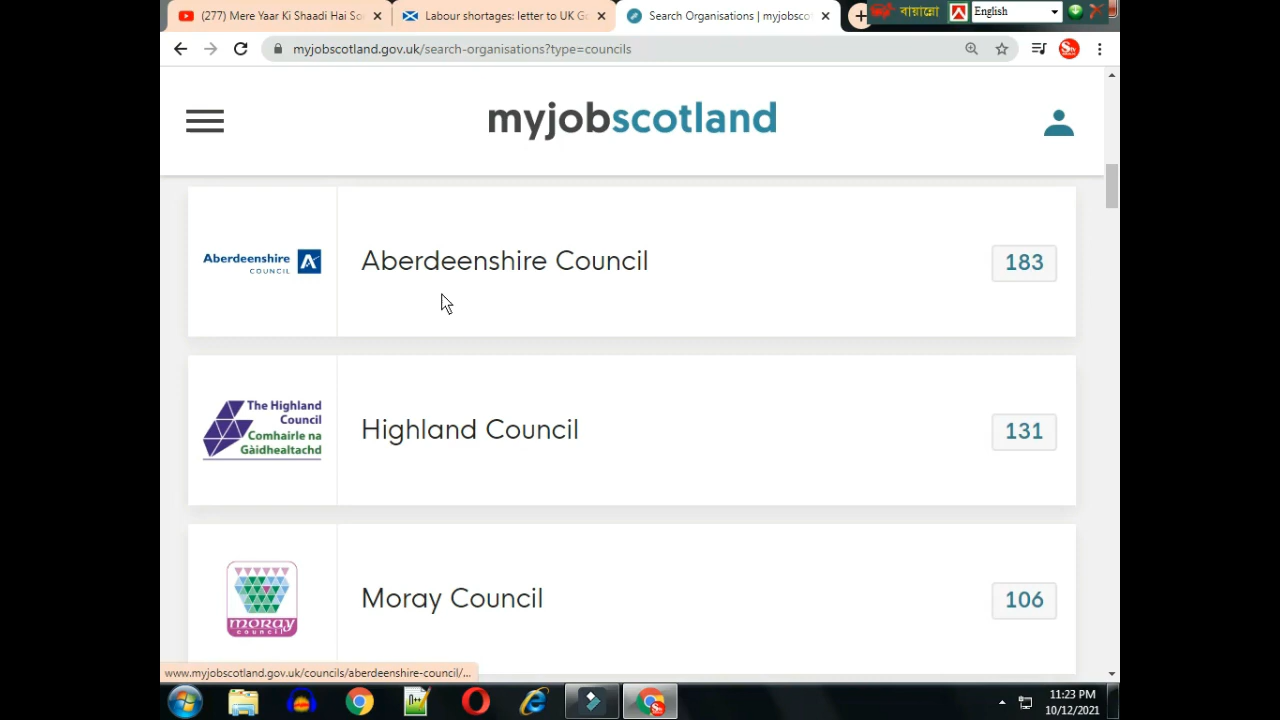 (277) Mere Yaar Ki Shaadi Hai So
Labour shortages: letter to UK G
Search Organisations | myjobsco
বায়ান্নো
English
myjobscotland.gov.uk/search-organisations?type=councils
myjobscotland
Aberdeenshire
COUNCIL
Aberdeenshire Council
183
The Highland
Council
Comhairle na
Gàidhealtachd
Highland Council
131
moray
council
Moray Council
106
www.myjobscotland.gov.uk/councils/aberdeenshire-council/...
11:23 PM
10/12/2021